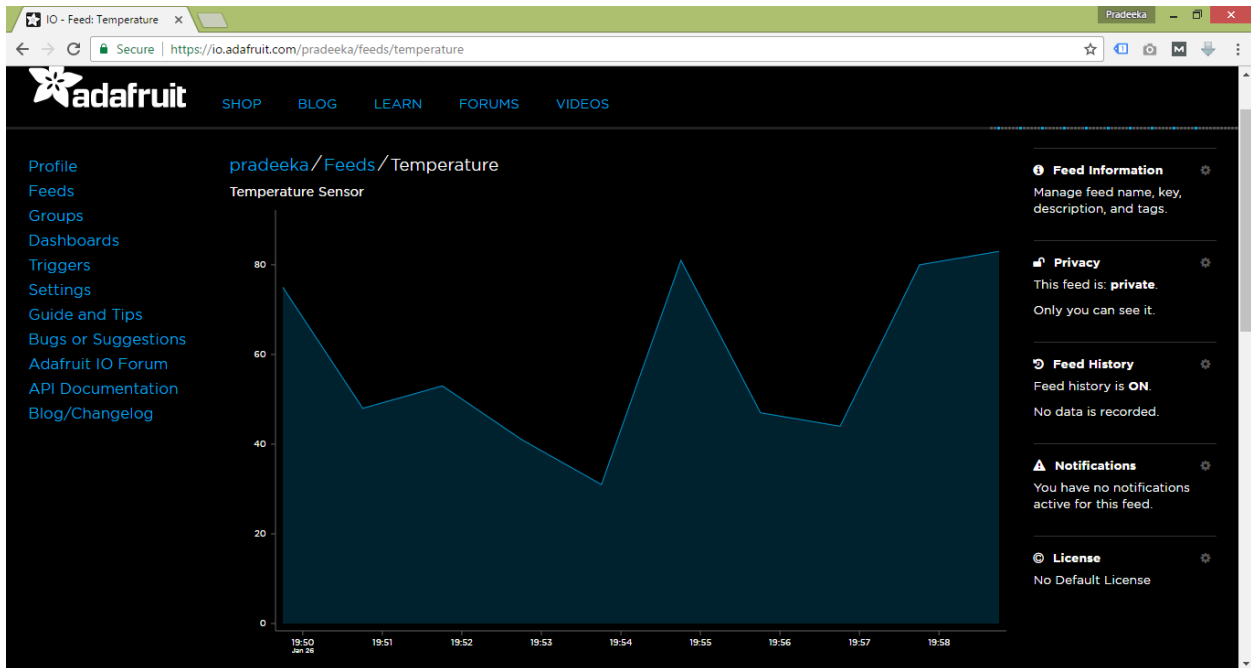 IO - Feed: Temperature
Pradeeka
Secure
https://io.adafruit.com/pradeeka/feeds/temperature
M
adafruit
SHOP
BLOG
LEARN
FORUMS
VIDEOS
Profile
Feeds
Groups
Dashboards
Triggers
Settings
Guide and Tips
Bugs or Suggestions
Adafruit IO Forum
API Documentation
Blog/Changelog
pradeeka/Feeds/Temperature
Temperature Sensor
80
60
40
20
0
19:50
Jan 26
19:51
19:52
19:53
19:54
19:55
19:56
19:57
19:58
Feed Information
Manage feed name, key,
description, and tags.
Privacy
This feed is: private.
Only you can see it.
Feed History
Feed history is ON.
No data is recorded.
Notifications
You have no notifications
active for this feed.
License
No Default License